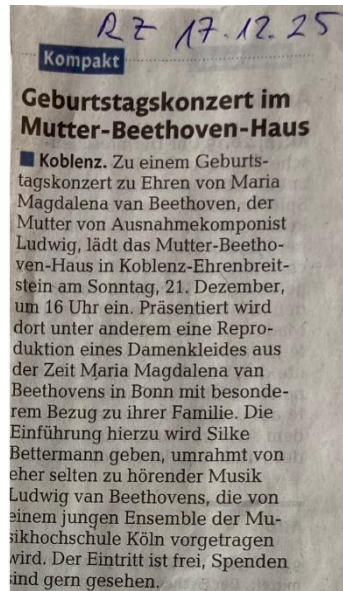 RZ 17.12.25
Kompakt
Geburtstagskonzert im
Mutter-Beethoven-Haus
Koblenz. Zu einem Geburts-
tagskonzert zu Ehren von Maria
Magdalena van Beethoven, der
Mutter von Ausnahmekomponist
Ludwig, lädt das Mutter-Beetho-
ven-Haus in Koblenz-Ehrenbreit-
stein am Sonntag, 21. Dezember,
um 16 Uhr ein. Präsentiert wird
dort unter anderem eine Repro-
duktion eines Damenkleides aus
der Zeit Maria Magdalena van
Beethovens in Bonn mit besonde-
rem Bezug zu ihrer Familie. Die
Einführung hierzu wird Silke
Bettermann geben, umrahmt von
eher selten zu hörender Musik
Ludwig van Beethovens, die von
einem jungen Ensemble der Mu-
sikhochschule Köln vorgetragen
wird. Der Eintritt ist frei, Spenden
sind gern gesehen.